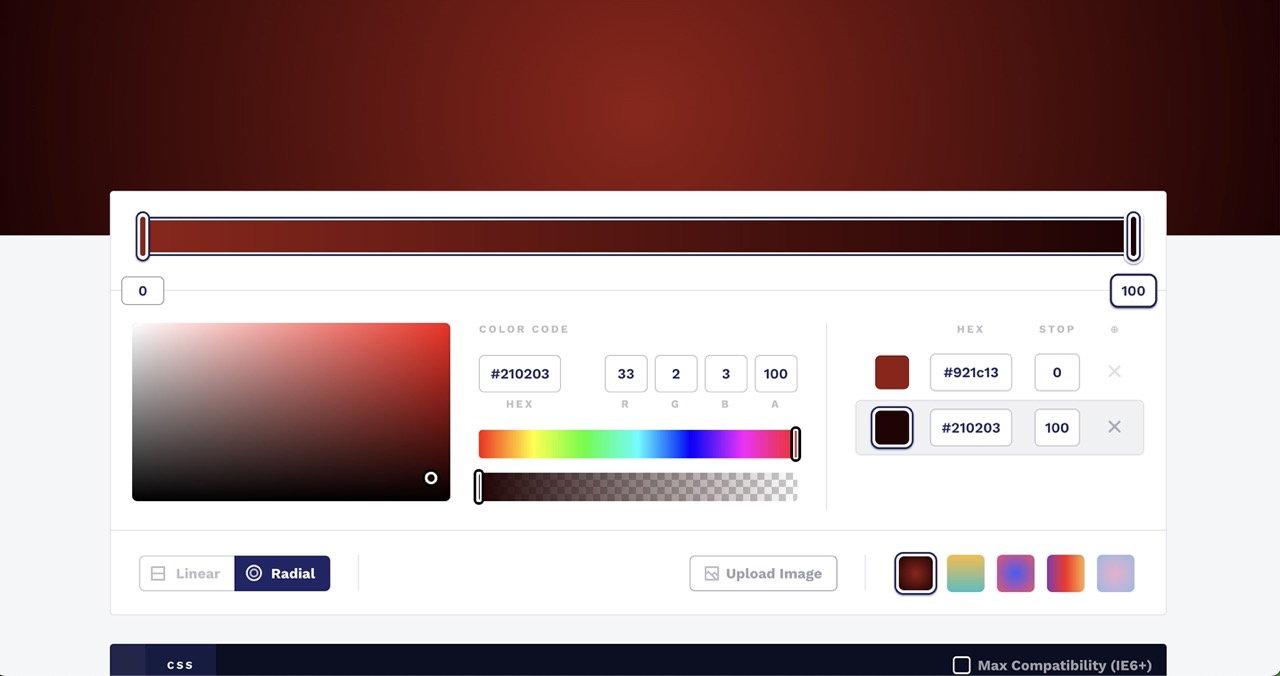 0
100
COLOR CODE
HEX STOP
#210203 33 2 3 100
HEX R G B A
#921c13 0
#210203 100
Linear Radial Upload Image
css
Max Compatibility (IE6+)